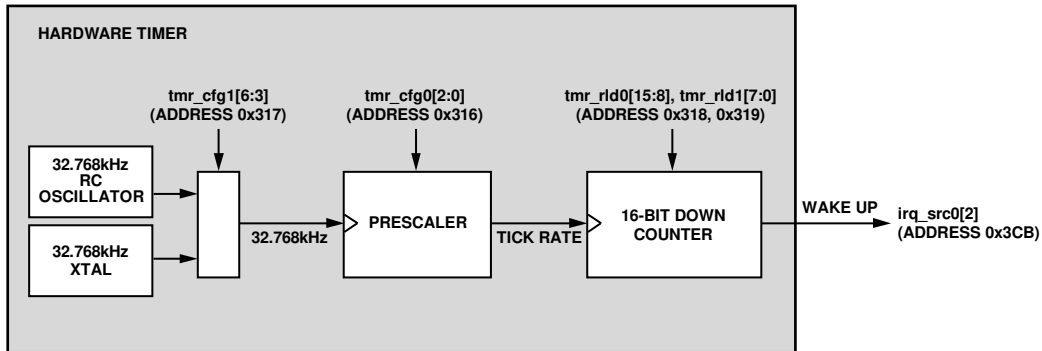 HARDWARE TIMER
tmr_cfg1[6:3]
(ADDRESS 0x317)
tmr_cfg0[2:0]
(ADDRESS 0x316)
tmr_rld0[15:8], tmr_rld1[7:0]
(ADDRESS 0x318, 0x319)
32.768kHz
RC
OSCILLATOR
32.768kHz
XTAL
32.768kHz
PRESCALER
TICK RATE
16-BIT DOWN
COUNTER
WAKE UP
irq_src0[2]
(ADDRESS 0x3CB)